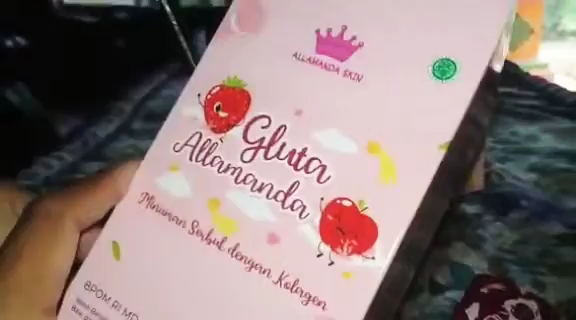 ALLAMANDA SKIN
Gluta
Allamanda
Minuman Serbuk dengan Kolagen
BPOM RI MD